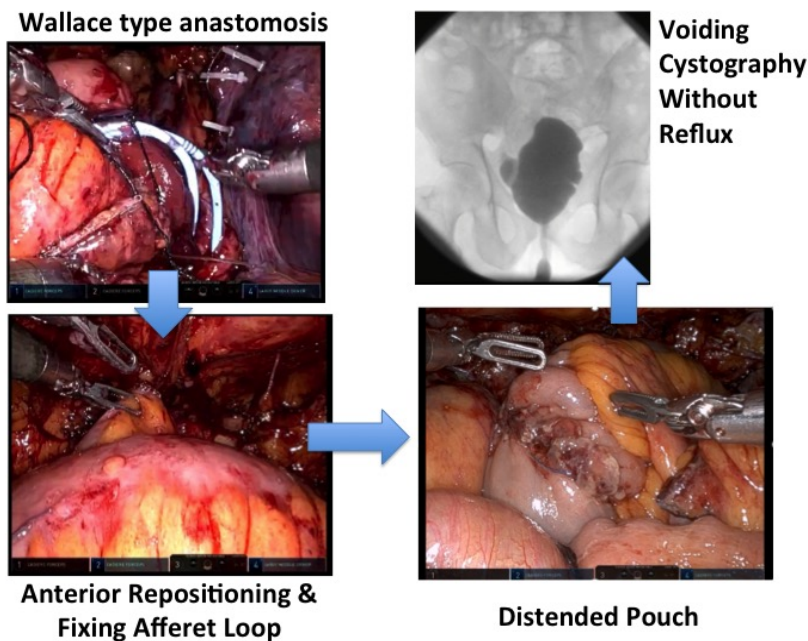 Wallace type anastomosis
Voiding
Cystography
Without
Reflux
Anterior Repositioning &
Fixing Afferet Loop
Distended Pouch